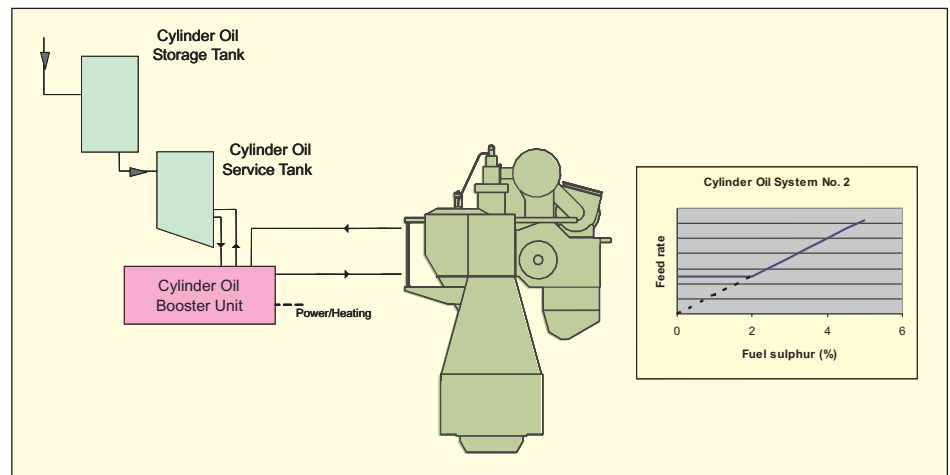 Cylinder Oil
Storage Tank
Cylinder Oil
Service Tank
Cylinder Oil
Booster Unit
Power/Heating
Cylinder Oil System No. 2
Feed rate
0
2
4
6
Fuel sulphur (%)